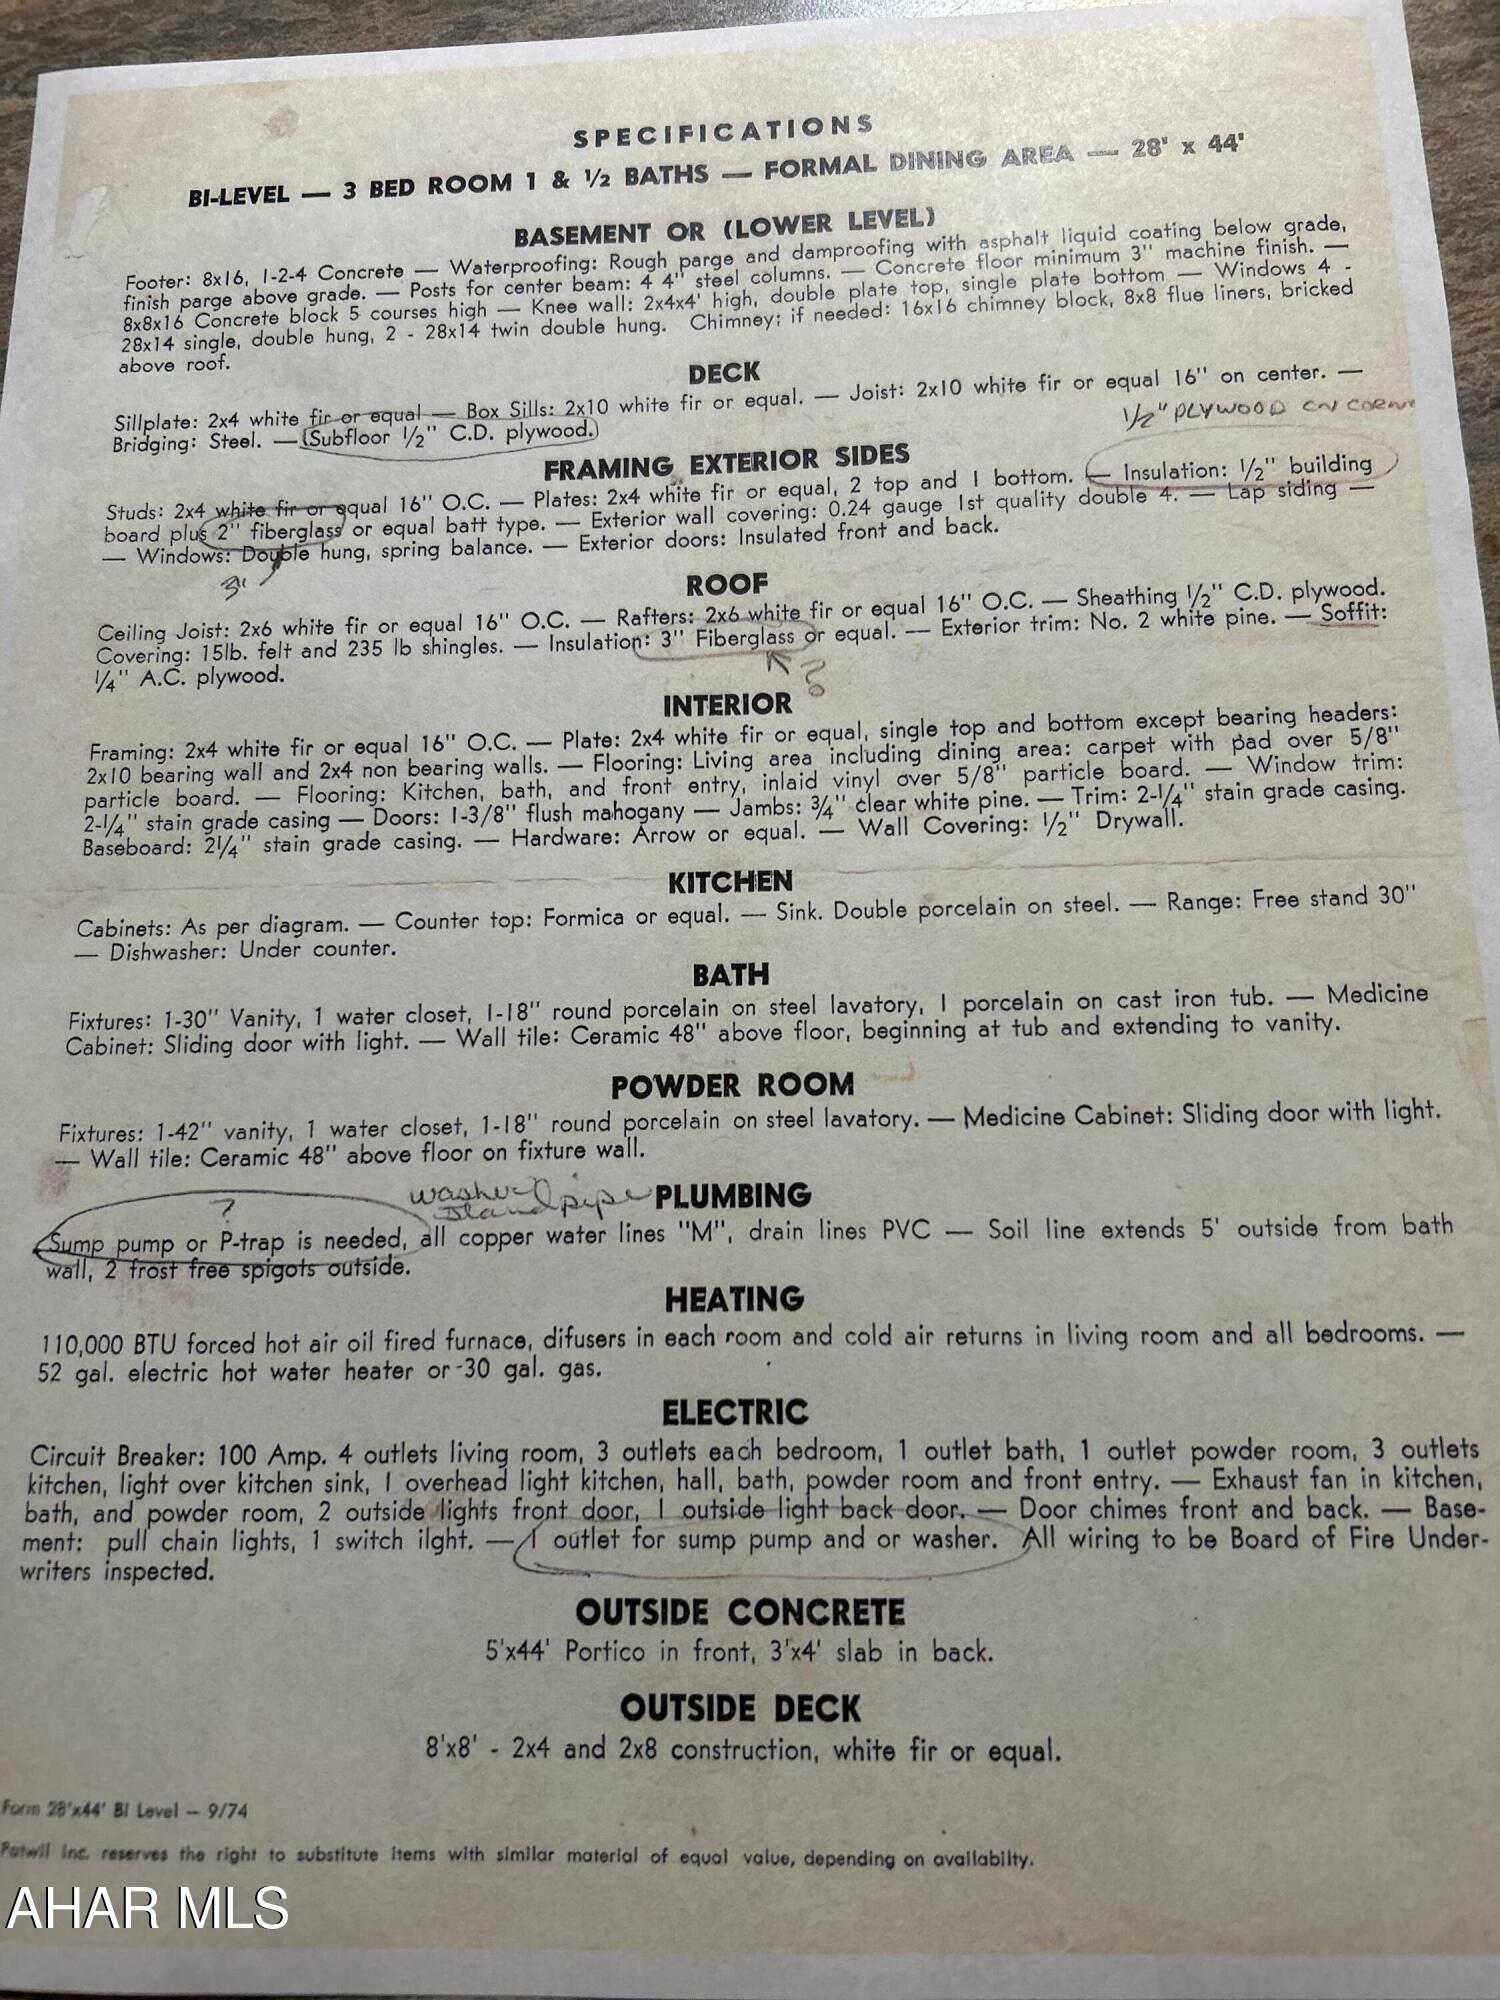 SPECIFICATIONS
BI-LEVEL — 3 BED ROOM 1 & ½ BATHS — FORMAL DINING AREA — 28' x 44'
BASEMENT OR (LOWER LEVEL)
Footer: 8x16, 1-2-4 Concrete — Waterproofing: Rough parge and damproofing with asphalt liquid coating below grade,
finish parge above grade. — Posts for center beam: 4 4" steel columns. — Concrete floor minimum 3" machine finish. —
8x8x16 Concrete block 5 courses high — Knee wall: 2x4x4' high, double plate top, single plate bottom — Windows 4 -
28x14 single, double hung, 2 - 28x14 twin double hung. Chimney; if needed: 16x16 chimney block, 8x8 flue liners, bricked
above roof.
DECK
Sillplate: 2x4 white fir or equal — Box Sills: 2x10 white fir or equal. — Joist: 2x10 white fir or equal 16" on center. —
Bridging: Steel. — (Subfloor ½" C.D. plywood.)
½" PLYWOOD ON
FRAMING EXTERIOR SIDES
Studs: 2x4 white fir or equal 16" O.C. — Plates: 2x4 white fir or equal, 2 top and 1 bottom. — Insulation: ½" building
board plus 2" fiberglass or equal batt type. — Exterior wall covering: 0.24 gauge 1st quality double 4. — Lap siding —
— Windows: Double hung, spring balance. — Exterior doors: Insulated front and back.
3"
ROOF
Ceiling Joist: 2x6 white fir or equal 16" O.C. — Rafters: 2x6 white fir or equal 16" O.C. — Sheathing ½" C.D. plywood.
Covering: 15lb. felt and 235 lb shingles. — Insulation: 3" Fiberglass or equal. — Exterior trim: No. 2 white pine. — Soffit:
¼" A.C. plywood.
INTERIOR
Framing: 2x4 white fir or equal 16" O.C. — Plate: 2x4 white fir or equal, single top and bottom except bearing headers:
2x10 bearing wall and 2x4 non bearing walls. — Flooring: Living area including dining area: carpet with pad over 5/8"
particle board. — Flooring: Kitchen, bath, and front entry, inlaid vinyl over 5/8" particle board. — Window trim:
2-¼" stain grade casing — Doors: 1-3/8" flush mahogany — Jambs: ¾" clear white pine. — Trim: 2-¼" stain grade casing.
Baseboard: 2¼" stain grade casing. — Hardware: Arrow or equal. — Wall Covering: ½" Drywall.
KITCHEN
Cabinets: As per diagram. — Counter top: Formica or equal. — Sink. Double porcelain on steel. — Range: Free stand 30"
— Dishwasher: Under counter.
BATH
Fixtures: 1-30" Vanity, 1 water closet, 1-18" round porcelain on steel lavatory, 1 porcelain on cast iron tub. — Medicine
Cabinet: Sliding door with light. — Wall tile: Ceramic 48" above floor, beginning at tub and extending to vanity.
POWDER ROOM
Fixtures: 1-42" vanity, 1 water closet, 1-18" round porcelain on steel lavatory. — Medicine Cabinet: Sliding door with light.
— Wall tile: Ceramic 48" above floor on fixture wall.
?
washer pipe
PLUMBING
Sump pump or P-trap is needed, all copper water lines "M", drain lines PVC — Soil line extends 5' outside from bath
wall, 2 frost free spigots outside.
HEATING
110,000 BTU forced hot air oil fired furnace, difusers in each room and cold air returns in living room and all bedrooms. —
52 gal. electric hot water heater or 30 gal. gas.
ELECTRIC
Circuit Breaker: 100 Amp. 4 outlets living room, 3 outlets each bedroom, 1 outlet bath, 1 outlet powder room, 3 outlets
kitchen, light over kitchen sink, 1 overhead light kitchen, hall, bath, powder room and front entry. — Exhaust fan in kitchen,
bath, and powder room, 2 outside lights front door, 1 outside light back door. — Door chimes front and back. — Base-
ment: pull chain lights, 1 switch ilght. — 1 outlet for sump pump and or washer. All wiring to be Board of Fire Under-
writers inspected.
OUTSIDE CONCRETE
5'x44' Portico in front, 3'x4' slab in back.
OUTSIDE DECK
8'x8' - 2x4 and 2x8 construction, white fir or equal.
Form 28'x44' Bi Level – 9/74
Patwil Inc. reserves the right to substitute items with similar material of equal value, depending on availabilty.
AHAR MLS